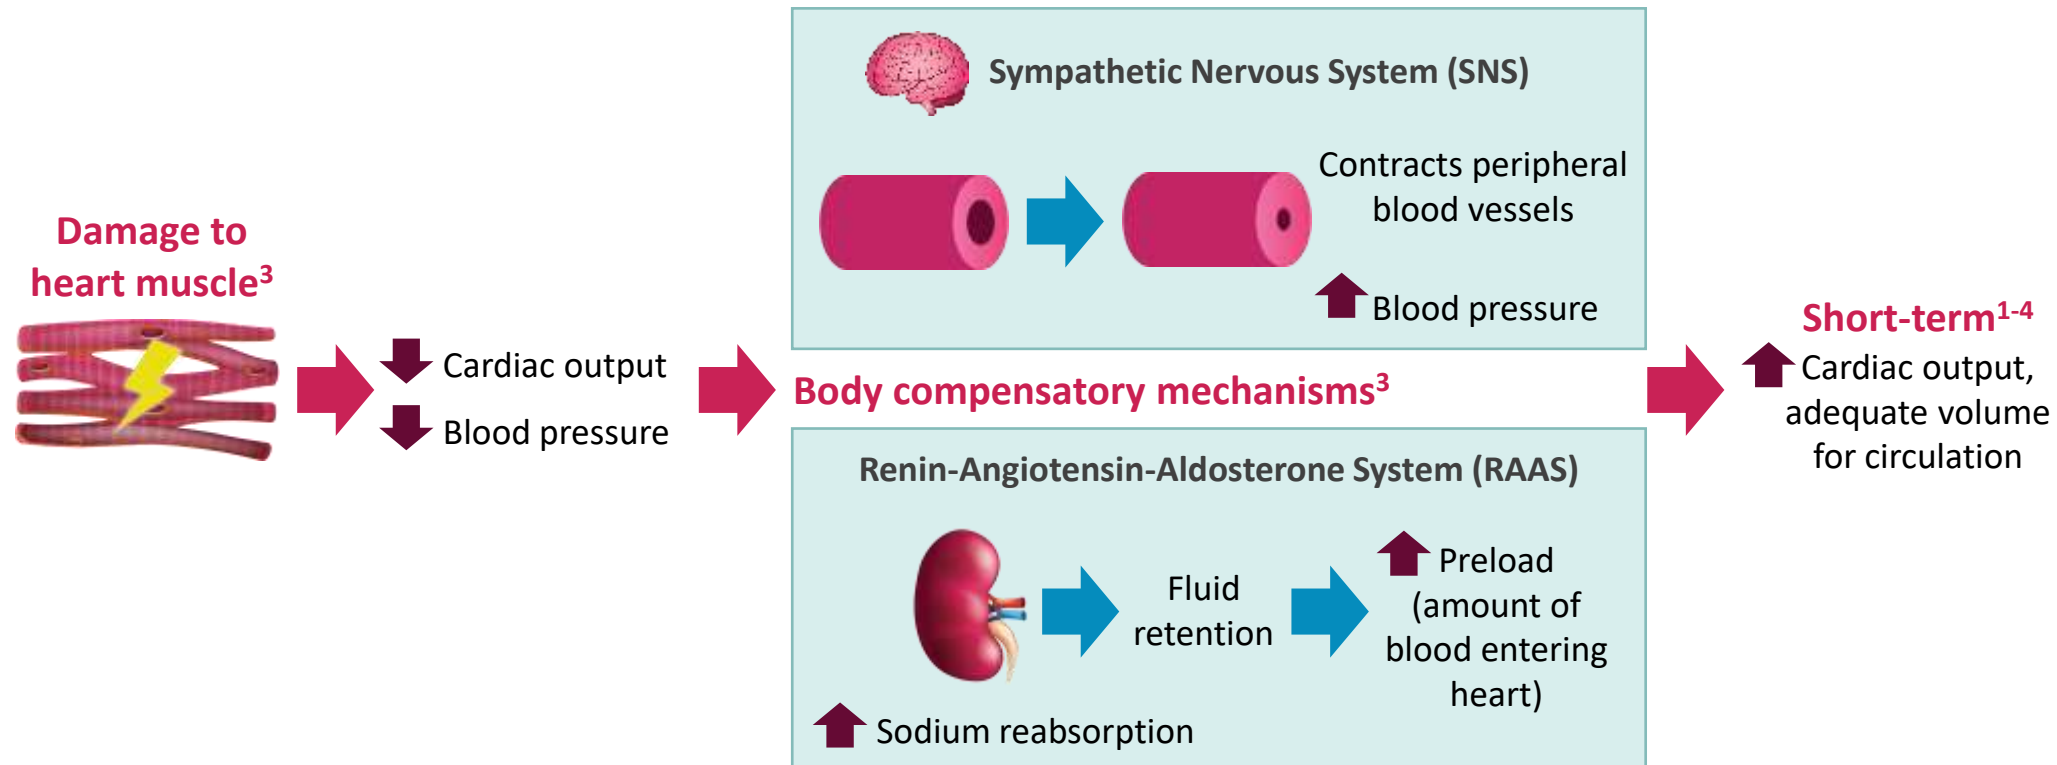 Damage to
heart muscle³
Cardiac output
Blood pressure
Sympathetic Nervous System (SNS)
Contracts peripheral
blood vessels
Blood pressure
Body compensatory mechanisms³
Renin-Angiotensin-Aldosterone System (RAAS)
Fluid
retention
Preload
(amount of
blood entering
heart)
Sodium reabsorption
Short-term¹⁻⁴
Cardiac output,
adequate volume
for circulation